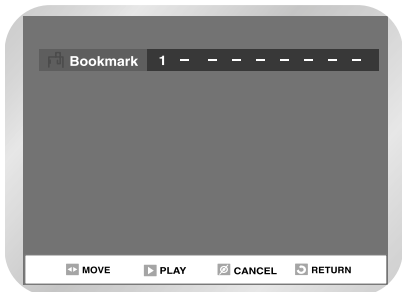 Bookmark 1 – – – – – – – –
MOVE PLAY CANCEL RETURN